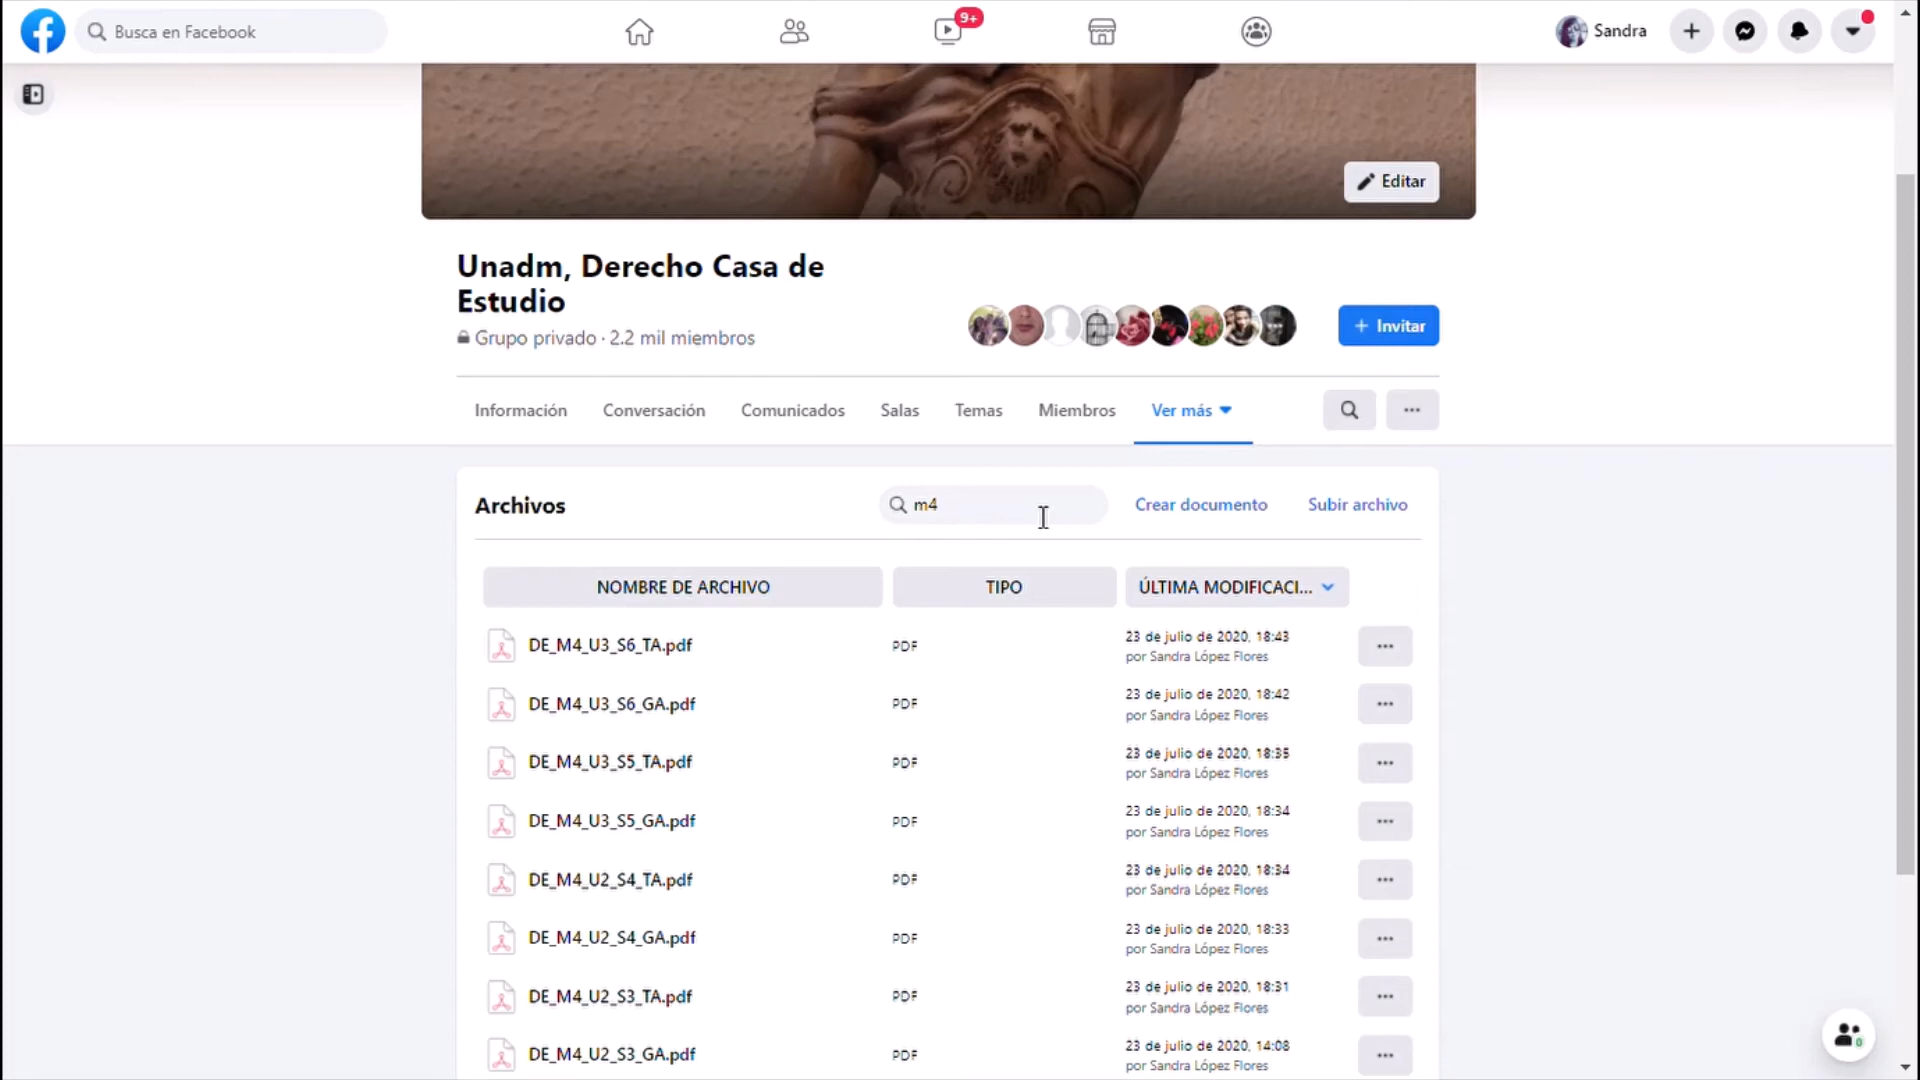 Busca en Facebook
9+
Sandra
Editar
Unadm, Derecho Casa de
Estudio
Grupo privado · 2.2 mil miembros
+ Invitar
Información Conversación Comunicados Salas Temas Miembros Ver más
Archivos
m4
Crear documento
Subir archivo
NOMBRE DE ARCHIVO TIPO ÚLTIMA MODIFICACI...
DE_M4_U3_S6_TA.pdf PDF 23 de julio de 2020, 18:43
por Sandra López Flores
DE_M4_U3_S6_GA.pdf PDF 23 de julio de 2020, 18:42
por Sandra López Flores
DE_M4_U3_S5_TA.pdf PDF 23 de julio de 2020, 18:35
por Sandra López Flores
DE_M4_U3_S5_GA.pdf PDF 23 de julio de 2020, 18:34
por Sandra López Flores
DE_M4_U2_S4_TA.pdf PDF 23 de julio de 2020, 18:34
por Sandra López Flores
DE_M4_U2_S4_GA.pdf PDF 23 de julio de 2020, 18:33
por Sandra López Flores
DE_M4_U2_S3_TA.pdf PDF 23 de julio de 2020, 18:31
por Sandra López Flores
DE_M4_U2_S3_GA.pdf PDF 23 de julio de 2020, 14:08
por Sandra López Flores
0